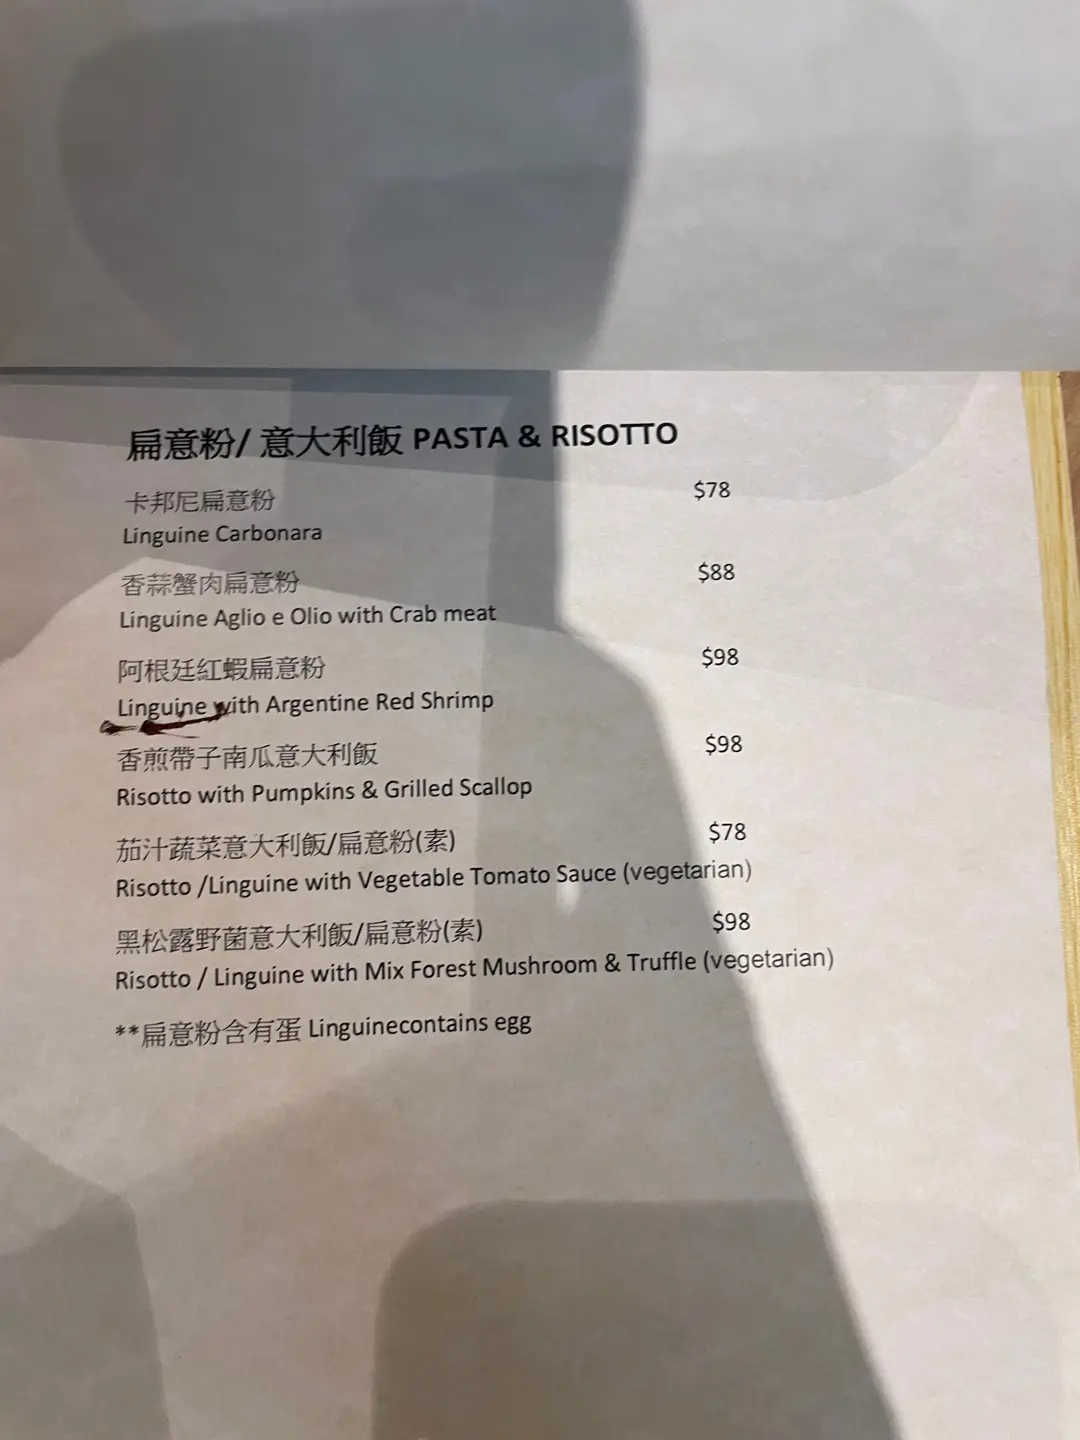 扁意粉/ 意大利飯 PASTA & RISOTTO
卡邦尼扁意粉 $78
Linguine Carbonara
香蒜蟹肉扁意粉 $88
Linguine Aglio e Olio with Crab meat
阿根廷紅蝦扁意粉 $98
Linguine with Argentine Red Shrimp
香煎帶子南瓜意大利飯 $98
Risotto with Pumpkins & Grilled Scallop
茄汁蔬菜意大利飯/扁意粉(素) $78
Risotto /Linguine with Vegetable Tomato Sauce (vegetarian)
黑松露野菌意大利飯/扁意粉(素) $98
Risotto / Linguine with Mix Forest Mushroom & Truffle (vegetarian)
**扁意粉含有蛋 Linguinecontains egg